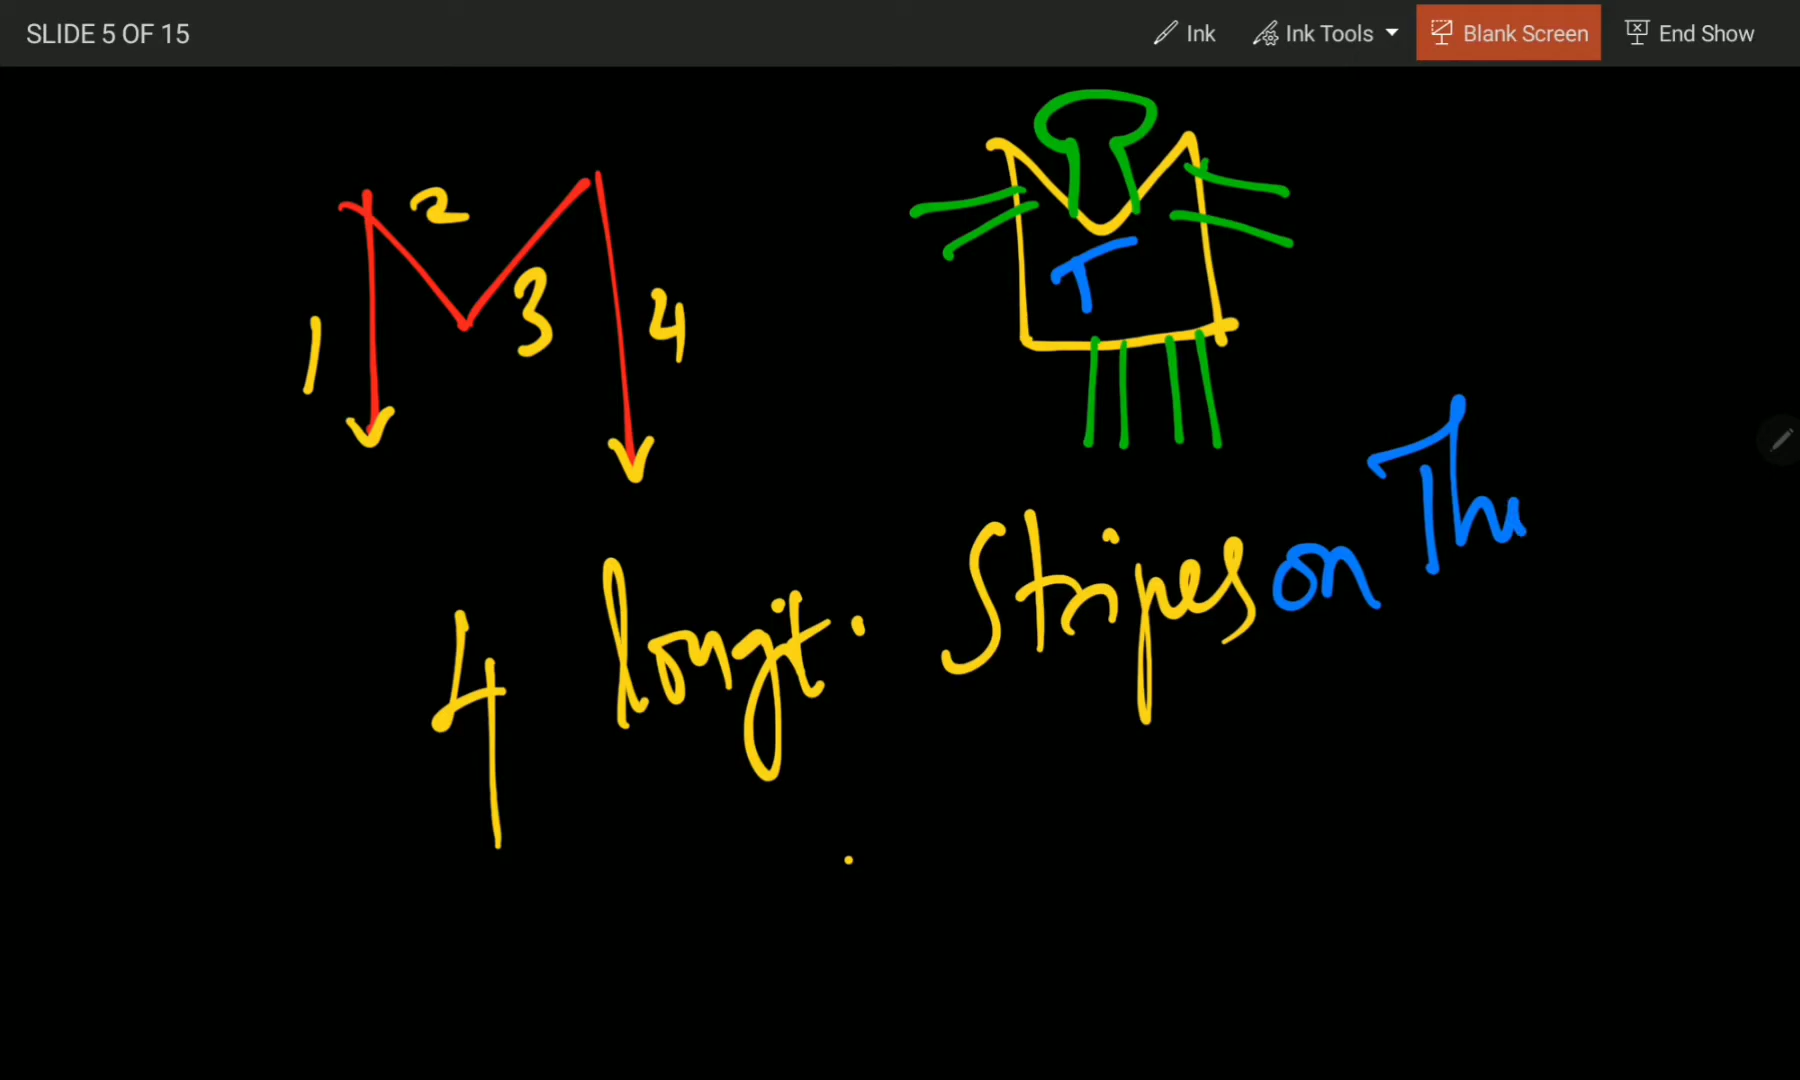 SLIDE 5 OF 15
Ink
Ink Tools
Blank Screen
End Show
1
2
3
4
T
4 longit. Stripes on Th